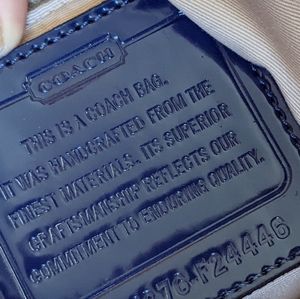 COACH
THIS IS A COACH BAG.
IT WAS HANDCRAFTED FROM THE
FINEST MATERIALS. ITS SUPERIOR
CRAFTSMANSHIP REFLECTS OUR
COMMITMENT TO ENDURING QUALITY.
F24446